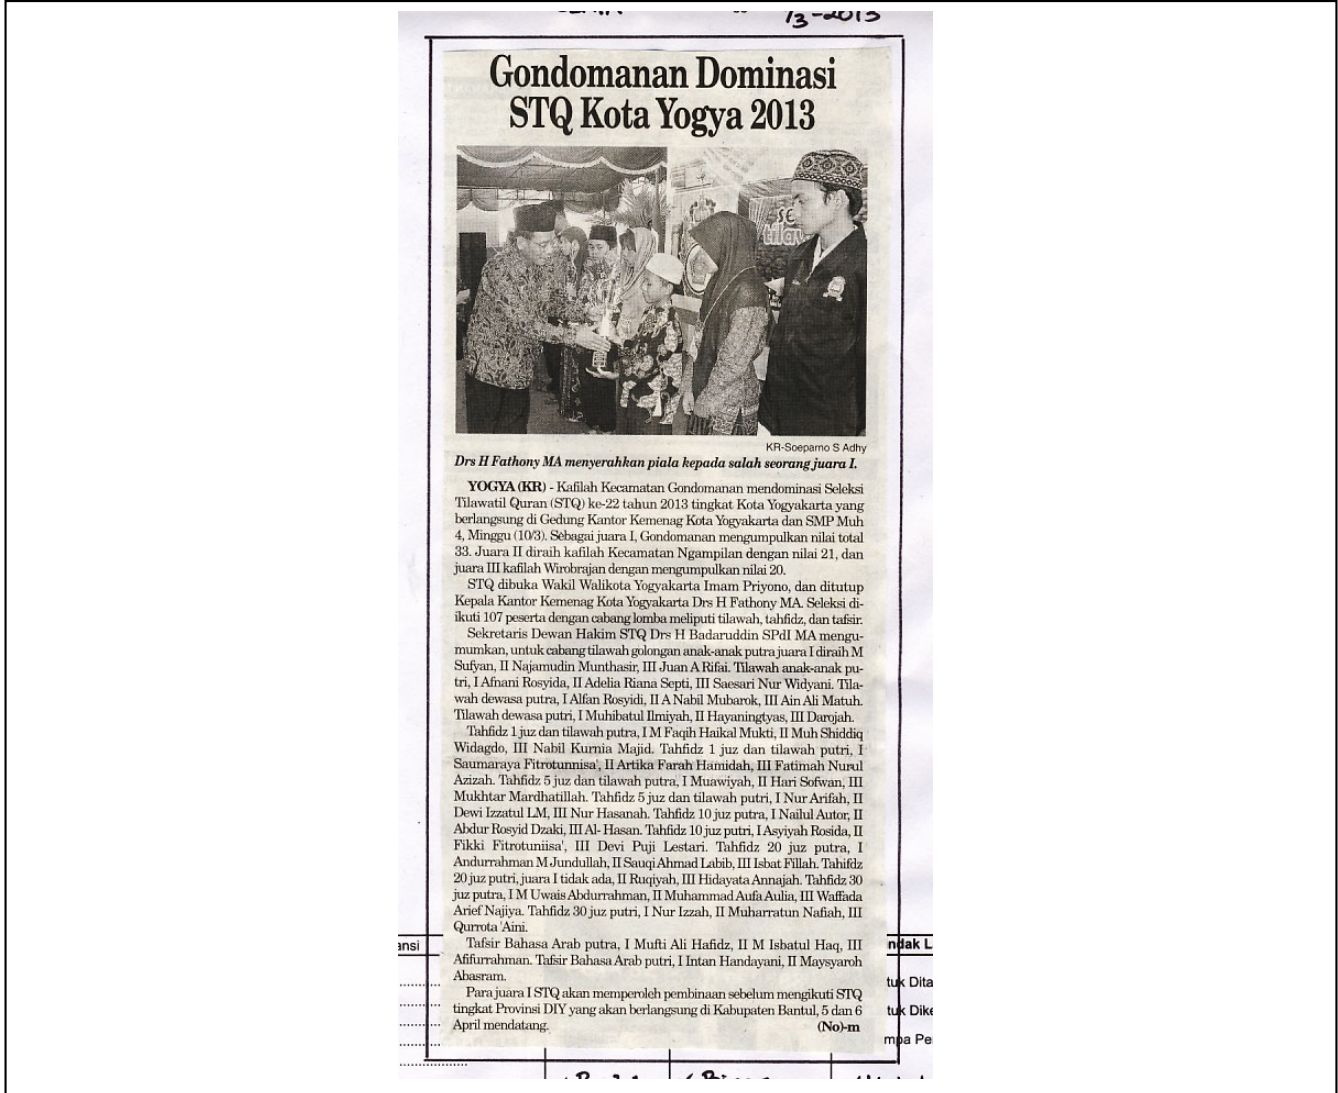 /3-2013
Gondomanan Dominasi
STQ Kota Yogya 2013
KR-Soeparno S Adhy
Drs H Fathony MA menyerahkan piala kepada salah seorang juara I.
YOGYA (KR) - Kafilah Kecamatan Gondomanan mendominasi Seleksi
Tilawatil Quran (STQ) ke-22 tahun 2013 tingkat Kota Yogyakarta yang
berlangsung di Gedung Kantor Kemenag Kota Yogyakarta dan SMP Muh
4, Minggu (10/3). Sebagai juara I, Gondomanan mengumpulkan nilai total
33. Juara II diraih kafilah Kecamatan Ngampilan dengan nilai 21, dan
juara III kafilah Wirobrajan dengan mengumpulkan nilai 20.
STQ dibuka Wakil Walikota Yogyakarta Imam Priyono, dan ditutup
Kepala Kantor Kemenag Kota Yogyakarta Drs H Fathony MA. Seleksi di-
ikuti 107 peserta dengan cabang lomba meliputi tilawah, tahfidz, dan tafsir.
Sekretaris Dewan Hakim STQ Drs H Badaruddin SPdI MA mengu-
mumkan, untuk cabang tilawah golongan anak-anak putra juara I diraih M
Sufyan, II Najamudin Munthasir, III Juan A Rifai. Tilawah anak-anak pu-
tri, I Afnani Rosyida, II Adelia Riana Septi, III Saesari Nur Widyani. Tila-
wah dewasa putra, I Alfan Rosyidi, II A Nabil Mubarok, III Ain Ali Matuh.
Tilawah dewasa putri, I Muhibatul Ilmiyah, II Hayaningtyas, III Darojah.
Tahfidz 1 juz dan tilawah putra, I M Faqih Haikal Mukti, II Muh Shiddiq
Widagdo, III Nabil Kurnia Majid. Tahfidz 1 juz dan tilawah putri, I
Saumaraya Fitrotunnisa', II Artika Farah Hamidah, III Fatimah Nurul
Azizah. Tahfidz 5 juz dan tilawah putra, I Muawiyah, II Hari Sofwan, III
Mukhtar Mardhatillah. Tahfidz 5 juz dan tilawah putri, I Nur Arifah, II
Dewi Izzatul LM, III Nur Hasanah. Tahfidz 10 juz putra, I Nailul Autor, II
Abdur Rosyid Dzaki, III Al- Hasan. Tahfidz 10 juz putri, I Asyiyah Rosida, II
Fikki Fitrotuniisa', III Devi Puji Lestari. Tahfidz 20 juz putra, I
Andurrahman M Jundullah, II Sauqi Ahmad Labib, III Isbat Fillah. Tahifdz
20 juz putri, juara I tidak ada, II Ruqiyah, III Hidayata Annajah. Tahfidz 30
juz putra, I M Uwais Abdurrahman, II Muhammad Aufa Aulia, III Waffada
Arief Najiya. Tahfidz 30 juz putri, I Nur Izzah, II Muharratun Nafiah, III
Qurrota 'Aini.
Tafsir Bahasa Arab putra, I Mufti Ali Hafidz, II M Isbatul Haq, III
Afifurrahman. Tafsir Bahasa Arab putri, I Intan Handayani, II Maysyaroh
Abasram.
Para juara I STQ akan memperoleh pembinaan sebelum mengikuti STQ
tingkat Provinsi DIY yang akan berlangsung di Kabupaten Bantul, 5 dan 6
April mendatang. (No)-m
ansi
ndak L
tuk Dita
tuk Dike
mpa Pe